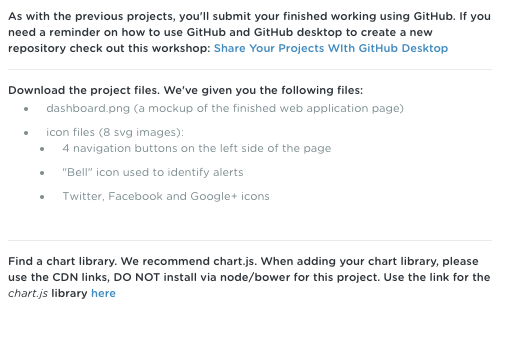 As with the previous projects, you'll submit your finished working using GitHub. If you
need a reminder on how to use GitHub and GitHub desktop to create a new
repository check out this workshop: Share Your Projects WIth GitHub Desktop
Download the project files. We've given you the following files:
• dashboard.png (a mockup of the finished web application page)
• icon files (8 svg images):
• 4 navigation buttons on the left side of the page
• "Bell" icon used to identify alerts
• Twitter, Facebook and Google+ icons
Find a chart library. We recommend chart.js. When adding your chart library, please
use the CDN links, DO NOT install via node/bower for this project. Use the link for the
chart.js library here